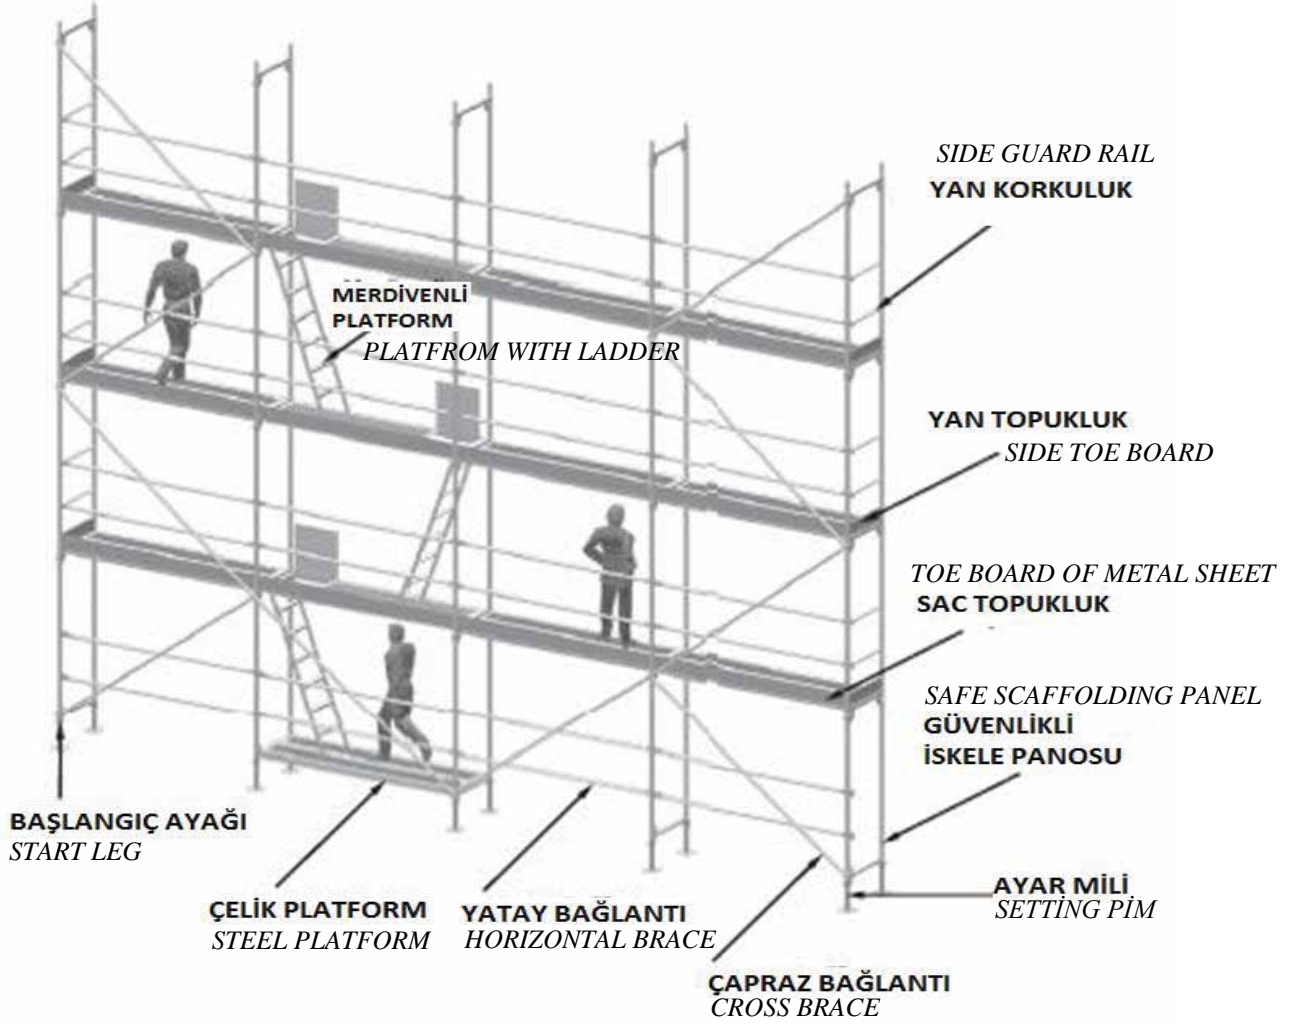 SIDE GUARD RAIL
YAN KORKULUK
MERDİVENLİ
PLATFORM
PLATFROM WITH LADDER
YAN TOPUKLUK
SIDE TOE BOARD
TOE BOARD OF METAL SHEET
SAC TOPUKLUK
SAFE SCAFFOLDING PANEL
GÜVENLİKLİ
İSKELE PANOSU
BAŞLANGIÇ AYAĞI
START LEG
ÇELİK PLATFORM
STEEL PLATFORM
YATAY BAĞLANTI
HORIZONTAL BRACE
AYAR MİLİ
SETTING PİM
ÇAPRAZ BAĞLANTI
CROSS BRACE